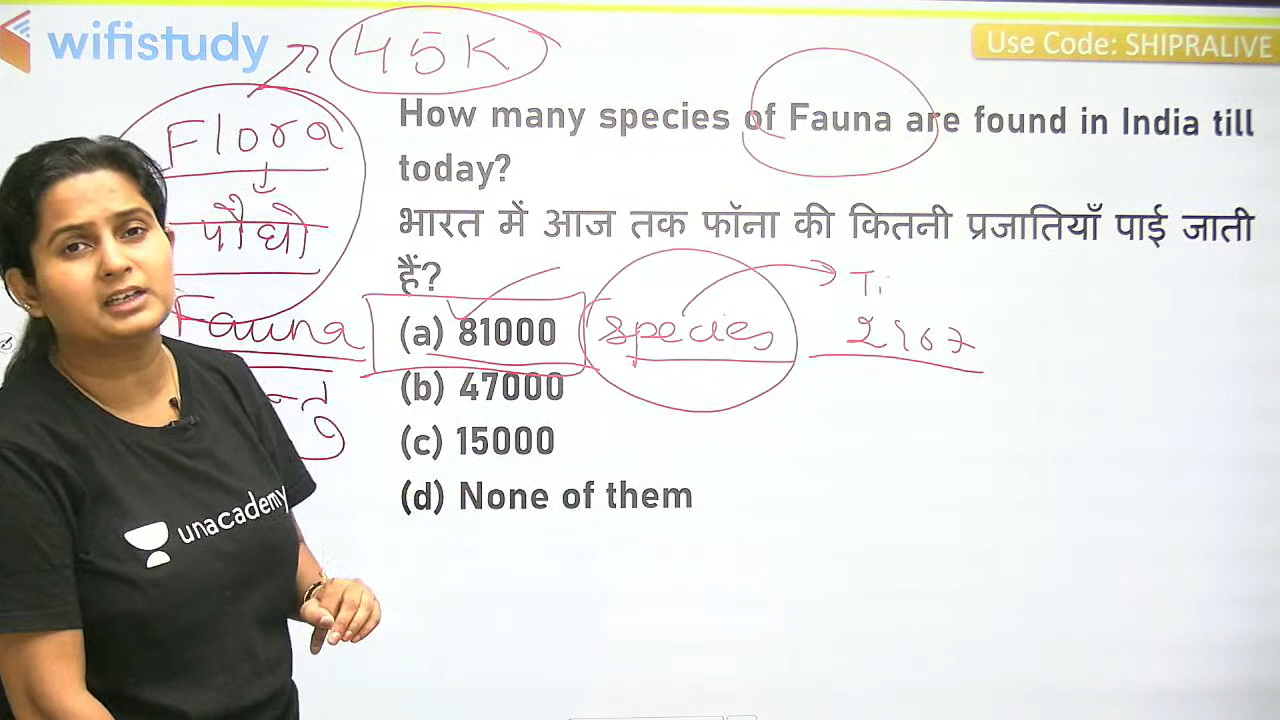 wifistudy
45K
Use Code: SHIPRALIVE
Flora
पौधो
Fauna
How many species of Fauna are found in India till
today?
भारत में आज तक फॉना की कितनी प्रजातियाँ पाई जाती
हैं?
(a) 81000 species
(b) 47000
(c) 15000
(d) None of them
unacademy